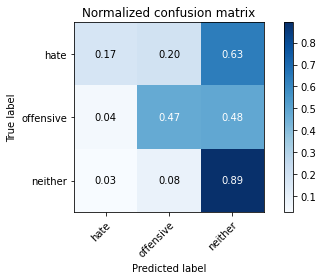 Normalized confusion matrix
True label
hate
0.17 0.20 0.63
offensive
0.04 0.47 0.48
neither
0.03 0.08 0.89
hate
offensive
neither
Predicted label
0.8
0.7
0.6
0.5
0.4
0.3
0.2
0.1